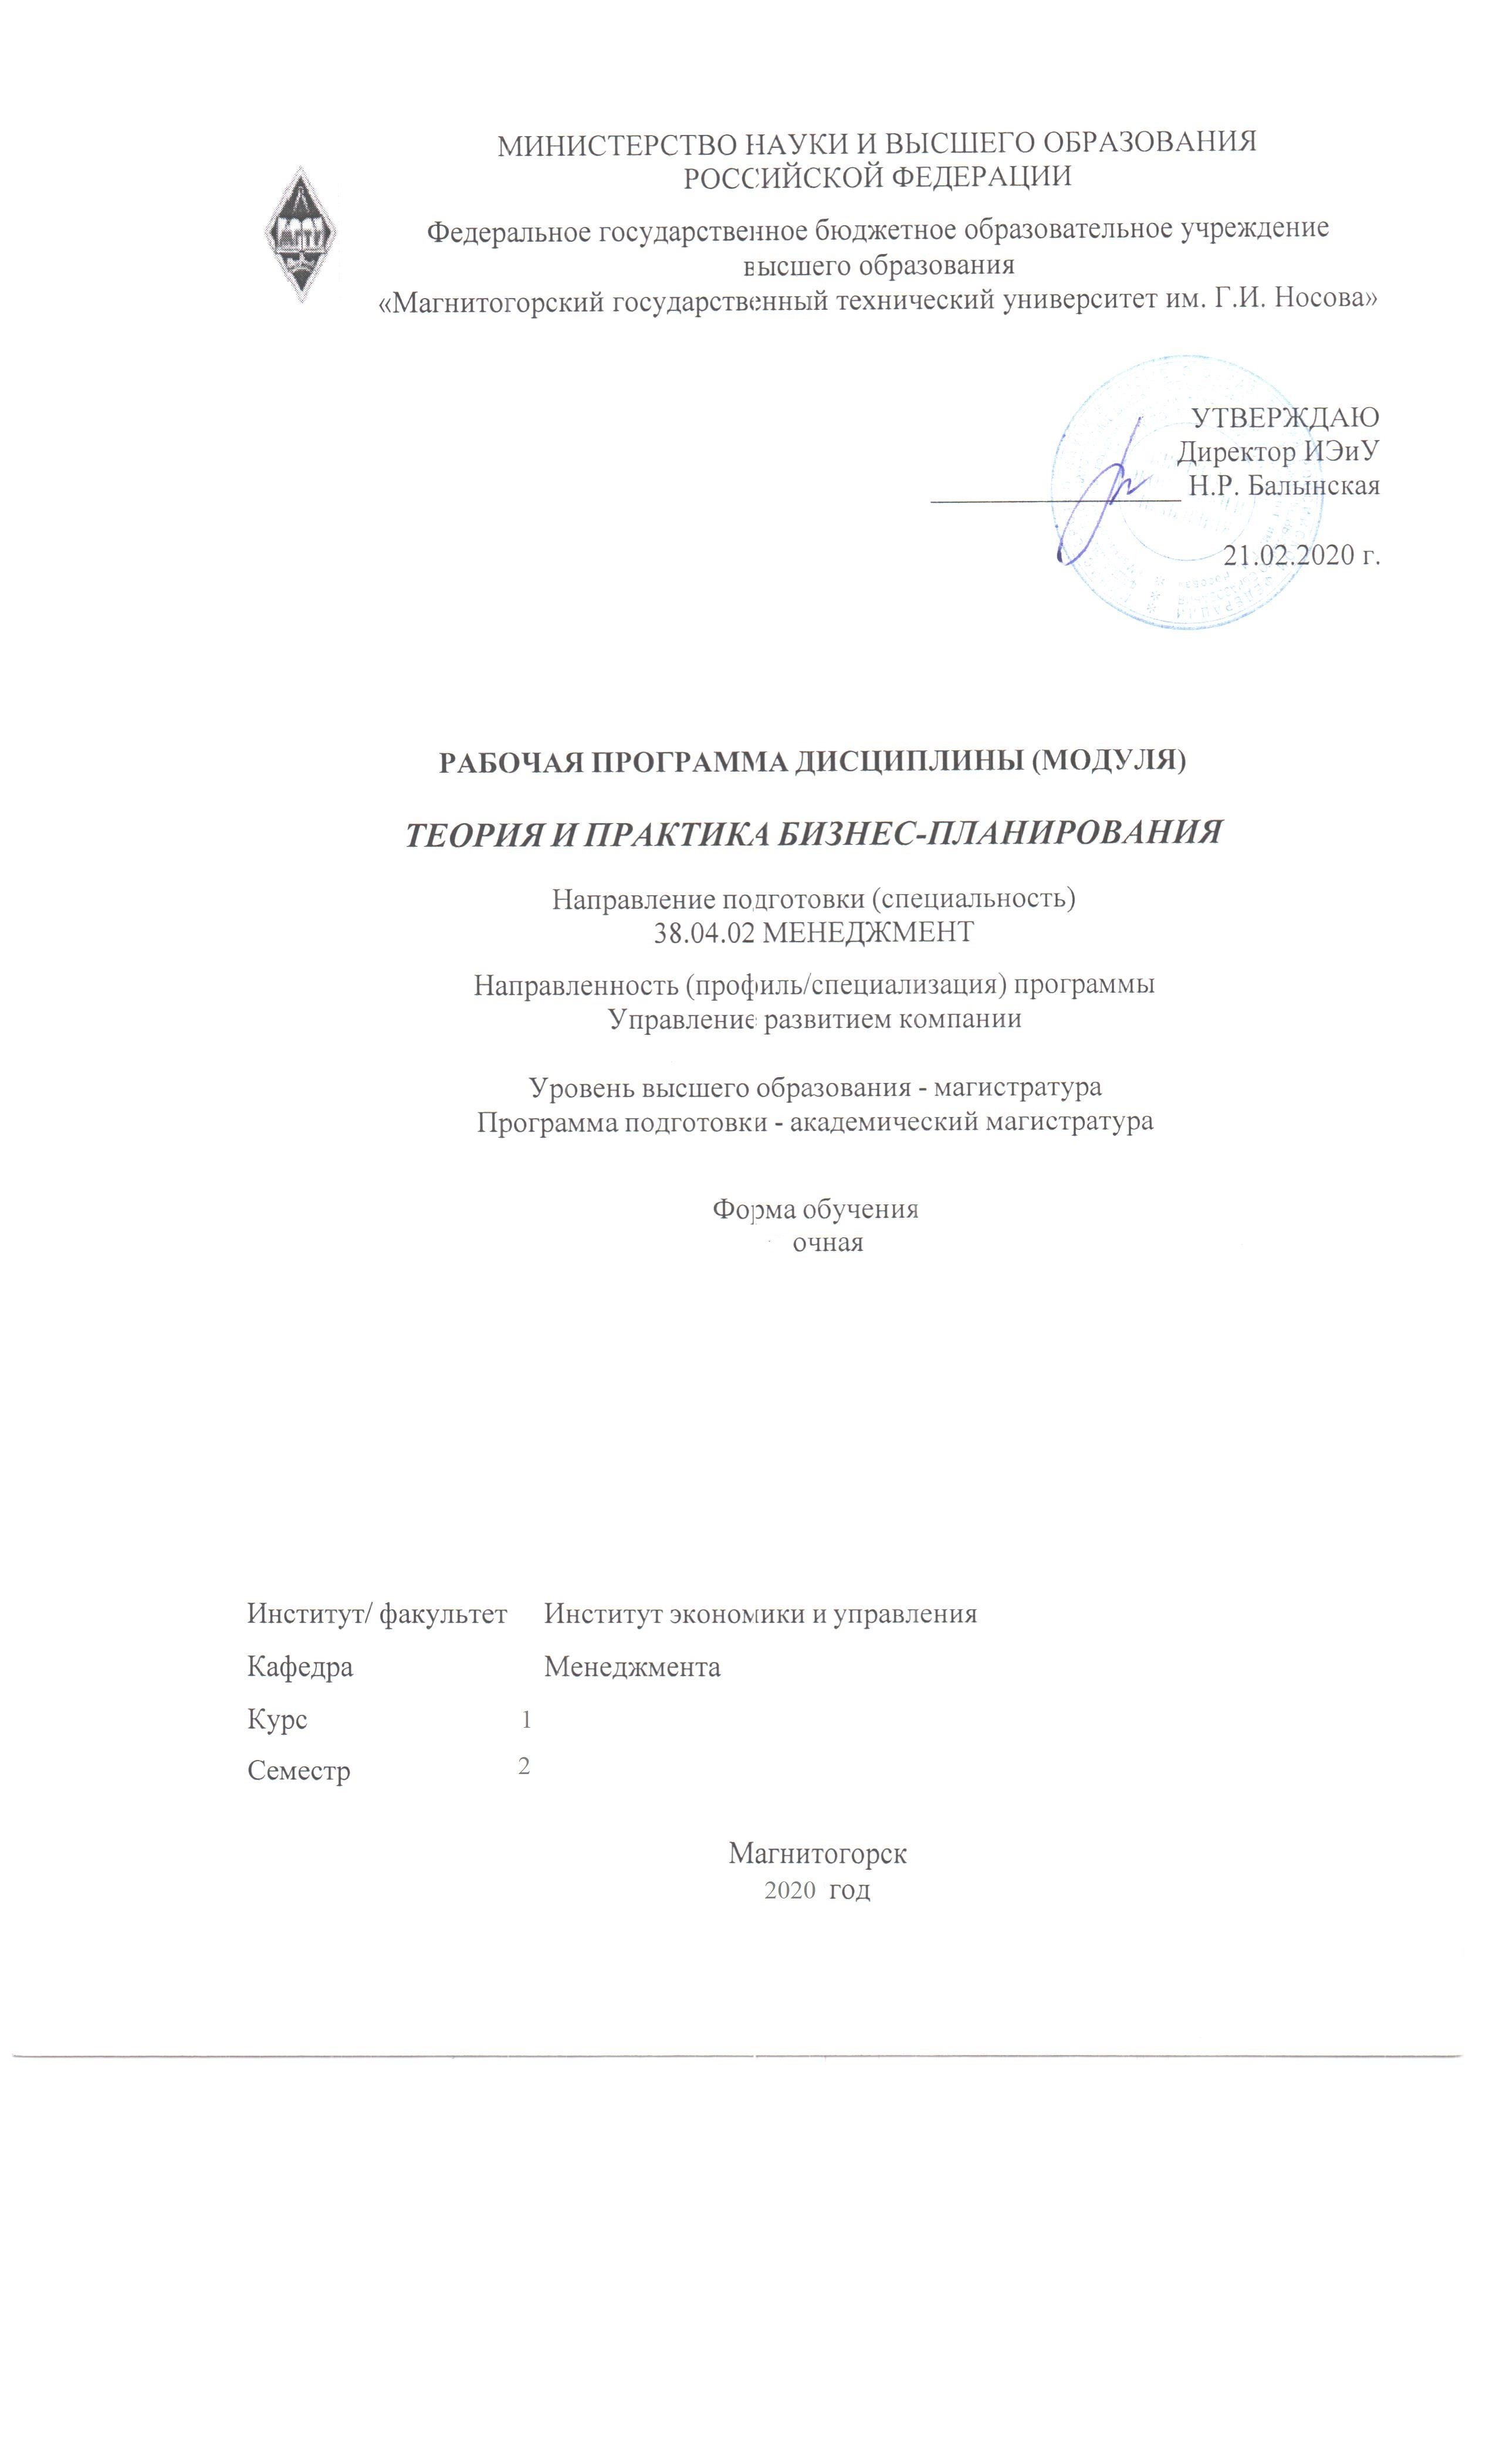 МИНИСТЕРСТВО НАУКИ И ВЫСШЕГО ОБРАЗОВАНИЯ
РОССИЙСКОЙ ФЕДЕРАЦИИ
Федеральное государственное бюджетное образовательное учреждение
высшего образования
«Магнитогорский государственный технический университет им. Г.И. Носова»
УТВЕРЖДАЮ
Директор ИЭиУ
Н.Р. Балынская
21.02.2020 г.
РАБОЧАЯ ПРОГРАММА ДИСЦИПЛИНЫ (МОДУЛЯ)
ТЕОРИЯ И ПРАКТИКА БИЗНЕС-ПЛАНИРОВАНИЯ
Направление подготовки (специальность)
38.04.02 МЕНЕДЖМЕНТ
Направленность (профиль/специализация) программы
Управление развитием компании
Уровень высшего образования - магистратура
Программа подготовки - академический магистратура
Форма обучения
очная
Институт/ факультет Институт экономики и управления
Кафедра Менеджмента
Курс 1
Семестр 2
Магнитогорск
2020 год